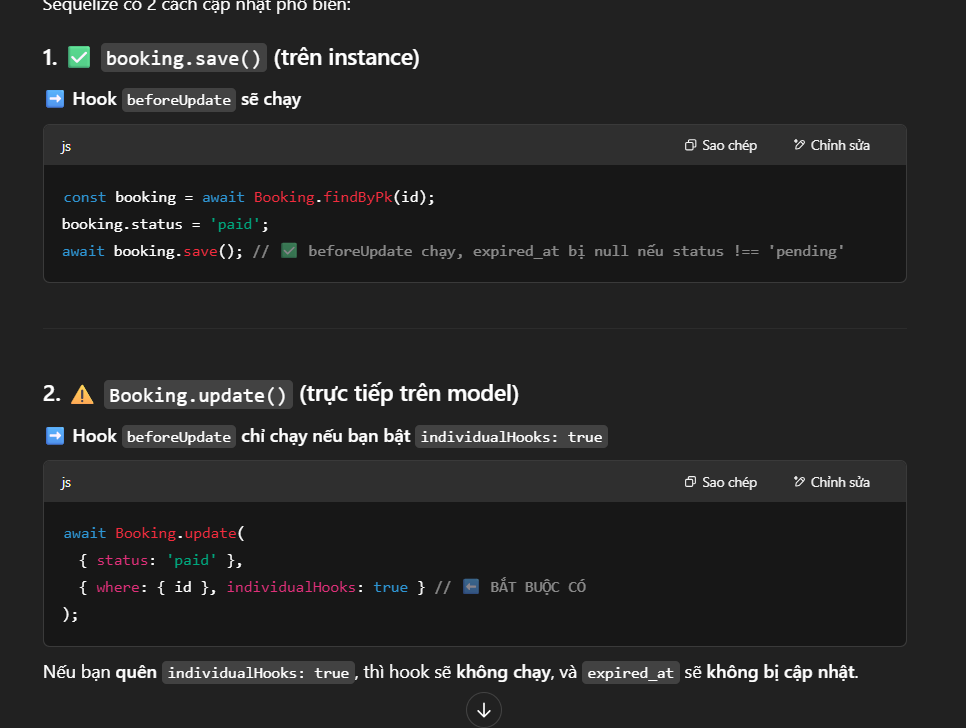 Sequelize có 2 cách cập nhật phổ biến:
1. ✅ booking.save() (trên instance)
➡️ Hook beforeUpdate sẽ chạy
js Sao chép Chỉnh sửa
const booking = await Booking.findByPk(id);
booking.status = 'paid';
await booking.save(); // ✅ beforeUpdate chạy, expired_at bị null nếu status !== 'pending'
2. ⚠️ Booking.update() (trực tiếp trên model)
➡️ Hook beforeUpdate chỉ chạy nếu bạn bật individualHooks: true
js Sao chép Chỉnh sửa
await Booking.update(
{ status: 'paid' },
{ where: { id }, individualHooks: true } // ⬅️ BẮT BUỘC CÓ
);
Nếu bạn quên individualHooks: true, thì hook sẽ không chạy, và expired_at sẽ không bị cập nhật.